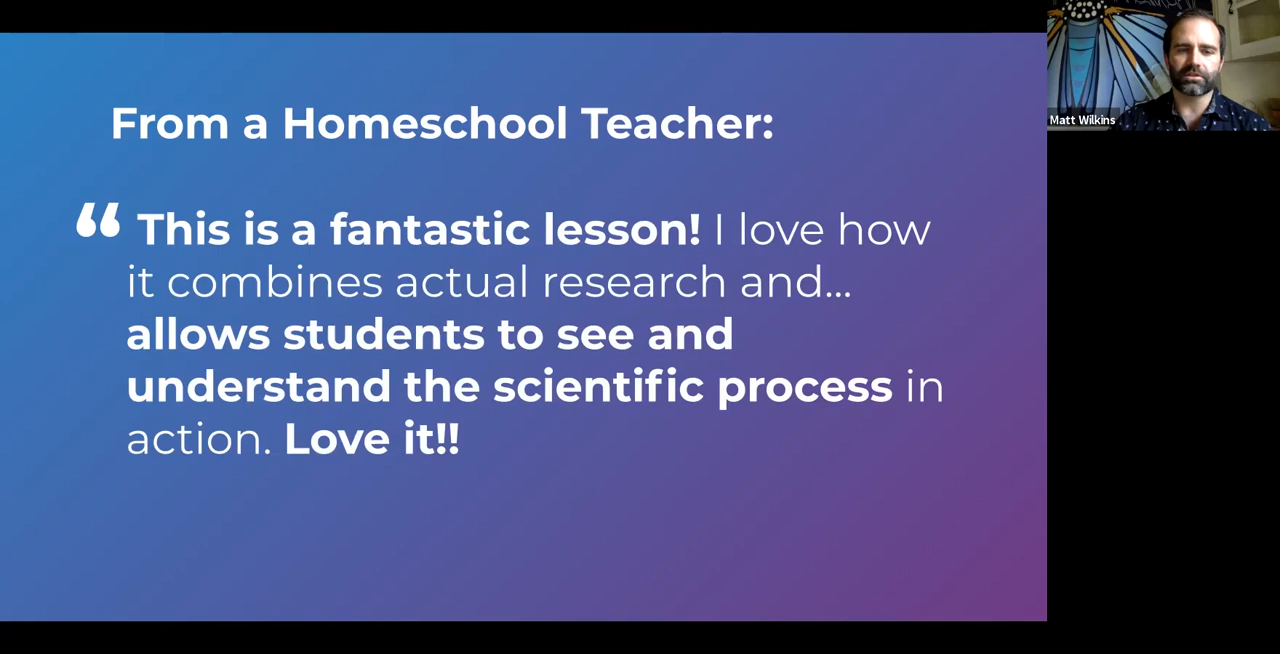 From a Homeschool Teacher:
“ This is a fantastic lesson! I love how
it combines actual research and...
allows students to see and
understand the scientific process in
action. Love it!!
Matt Wilkins